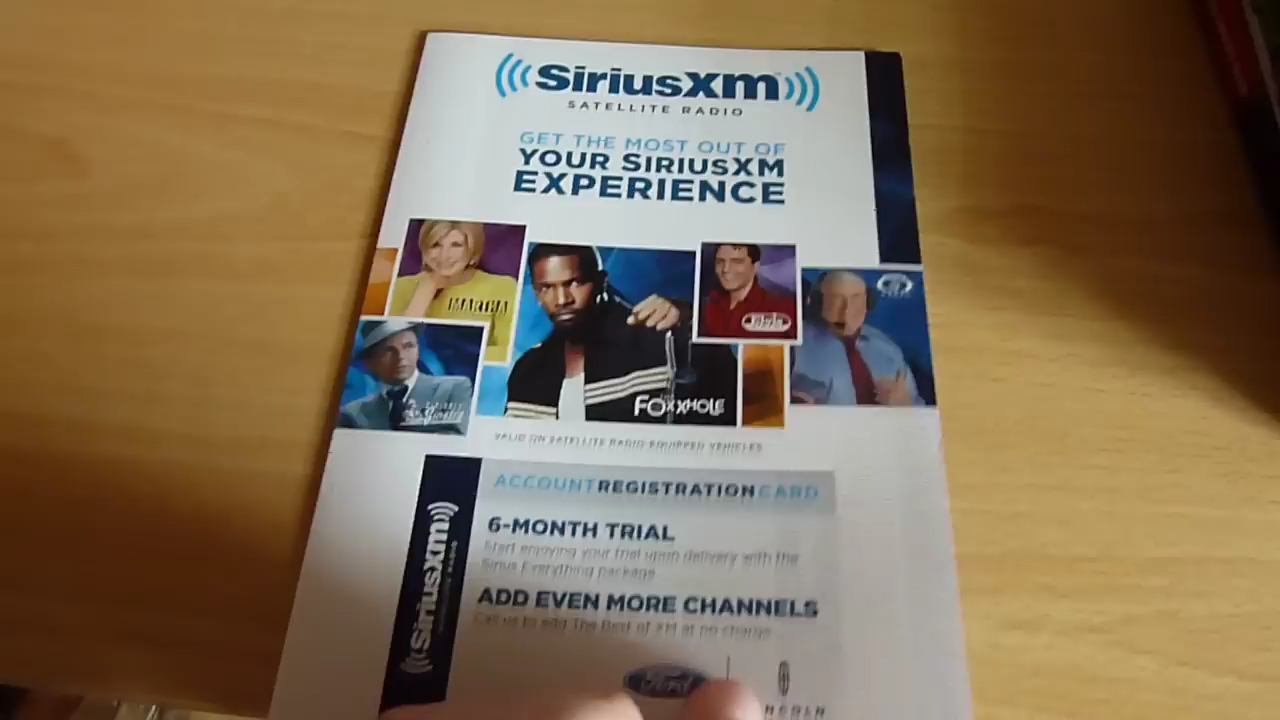 SiriusXM
SATELLITE RADIO
GET THE MOST OUT OF
YOUR SIRIUSXM
EXPERIENCE
MARTHA
FOXXHOLE
VALID ON SATELLITE RADIO-EQUIPPED VEHICLES
ACCOUNT REGISTRATION CARD
SiriusXM
6-MONTH TRIAL
Start enjoying your trial upon delivery with the
Sirius Everything package.
ADD EVEN MORE CHANNELS
Call us to add The Best of XM at no charge.
Ford